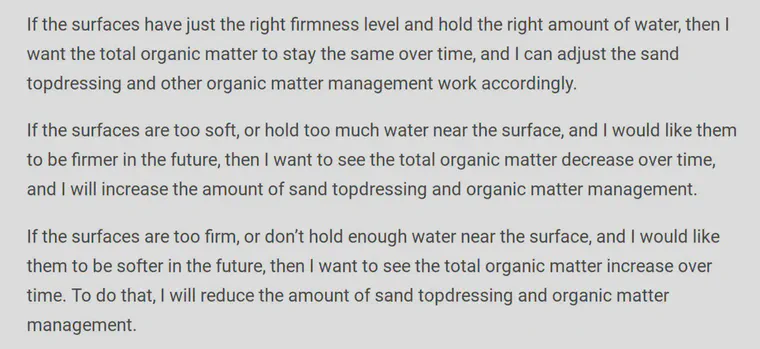 If the surfaces have just the right firmness level and hold the right amount of water, then I
want the total organic matter to stay the same over time, and I can adjust the sand
topdressing and other organic matter management work accordingly.
If the surfaces are too soft, or hold too much water near the surface, and I would like them
to be firmer in the future, then I want to see the total organic matter decrease over time,
and I will increase the amount of sand topdressing and organic matter management.
If the surfaces are too firm, or don’t hold enough water near the surface, and I would like
them to be softer in the future, then I want to see the total organic matter increase over
time. To do that, I will reduce the amount of sand topdressing and organic matter
management.